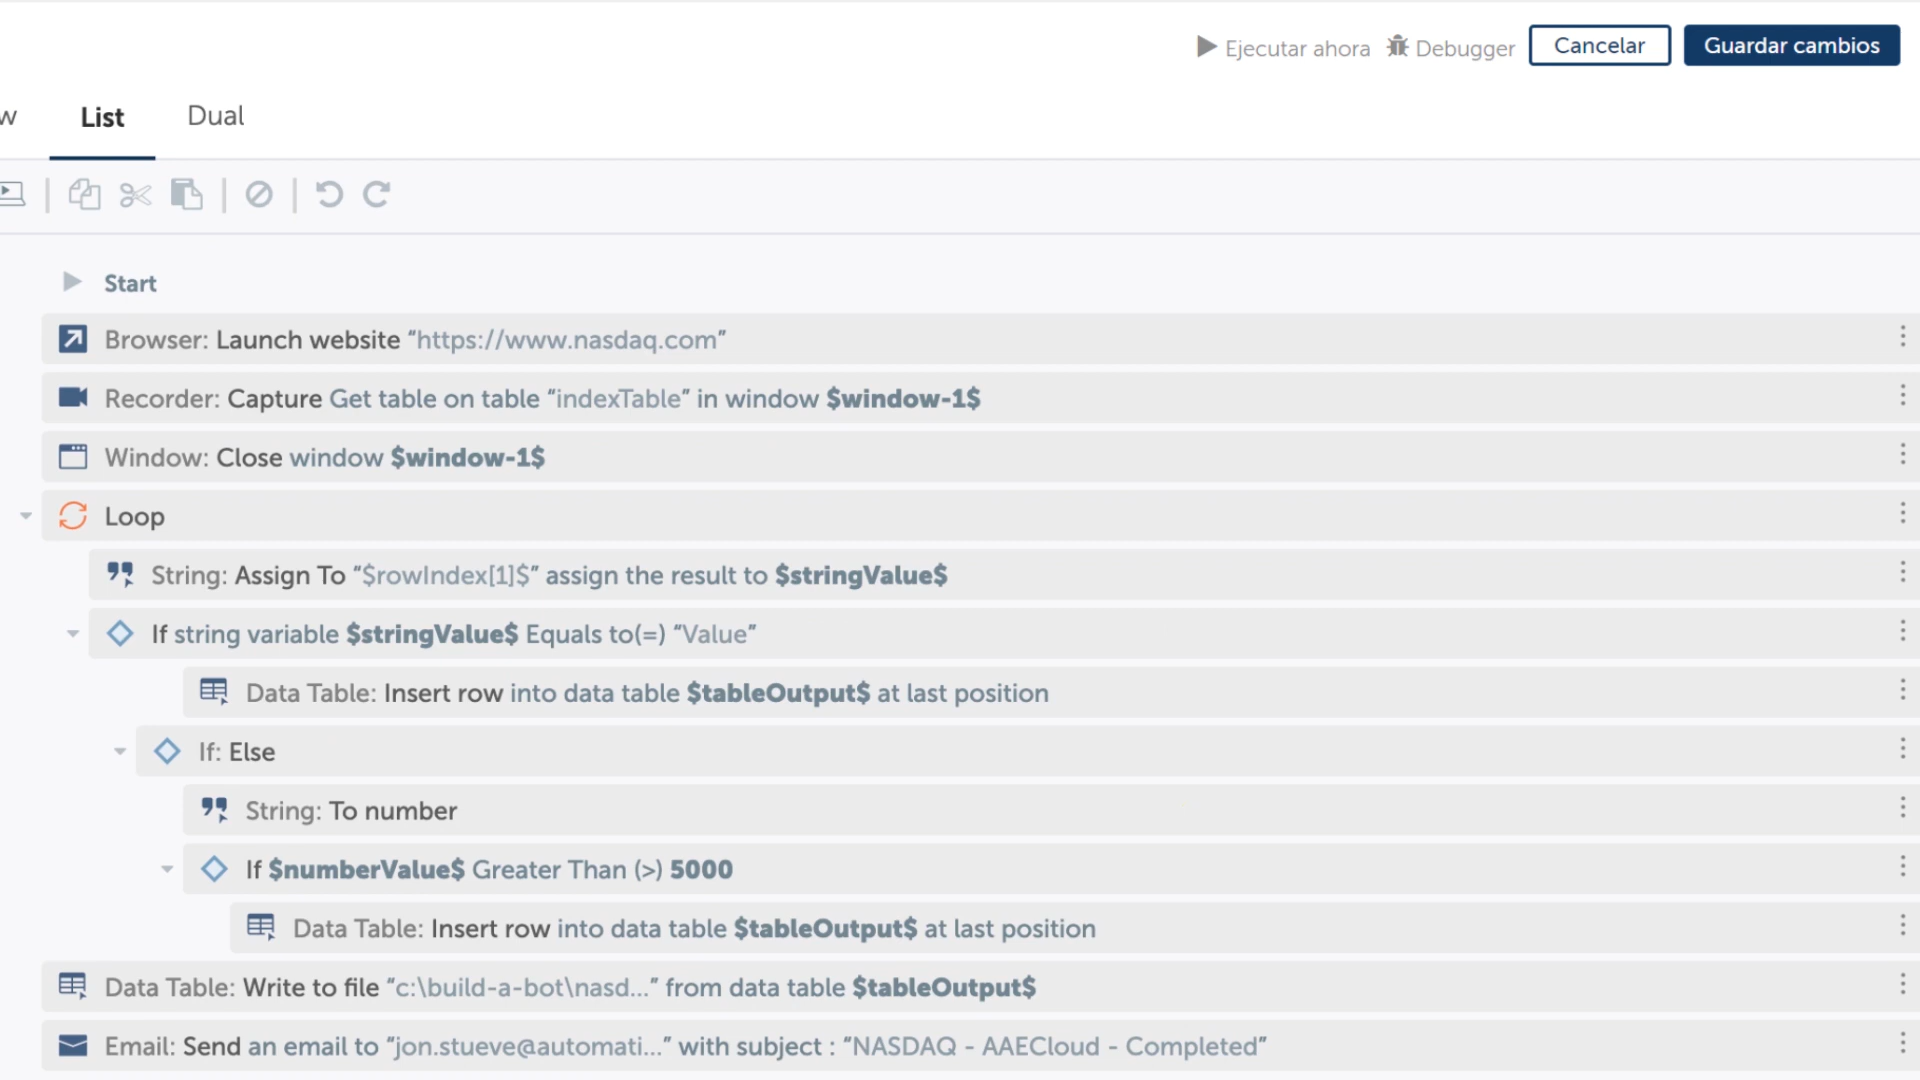 Ejecutar ahora Debugger Cancelar Guardar cambios
w List Dual
Start
Browser: Launch website “https://www.nasdaq.com”
Recorder: Capture Get table on table “indexTable” in window $window-1$
Window: Close window $window-1$
Loop
String: Assign To “$rowIndex[1]$” assign the result to $stringValue$
If string variable $stringValue$ Equals to(=) “Value”
Data Table: Insert row into data table $tableOutput$ at last position
If: Else
String: To number
If $numberValue$ Greater Than (>) 5000
Data Table: Insert row into data table $tableOutput$ at last position
Data Table: Write to file “c:\build-a-bot\nasd...” from data table $tableOutput$
Email: Send an email to “jon.stueve@automati...” with subject : “NASDAQ - AAECloud - Completed”